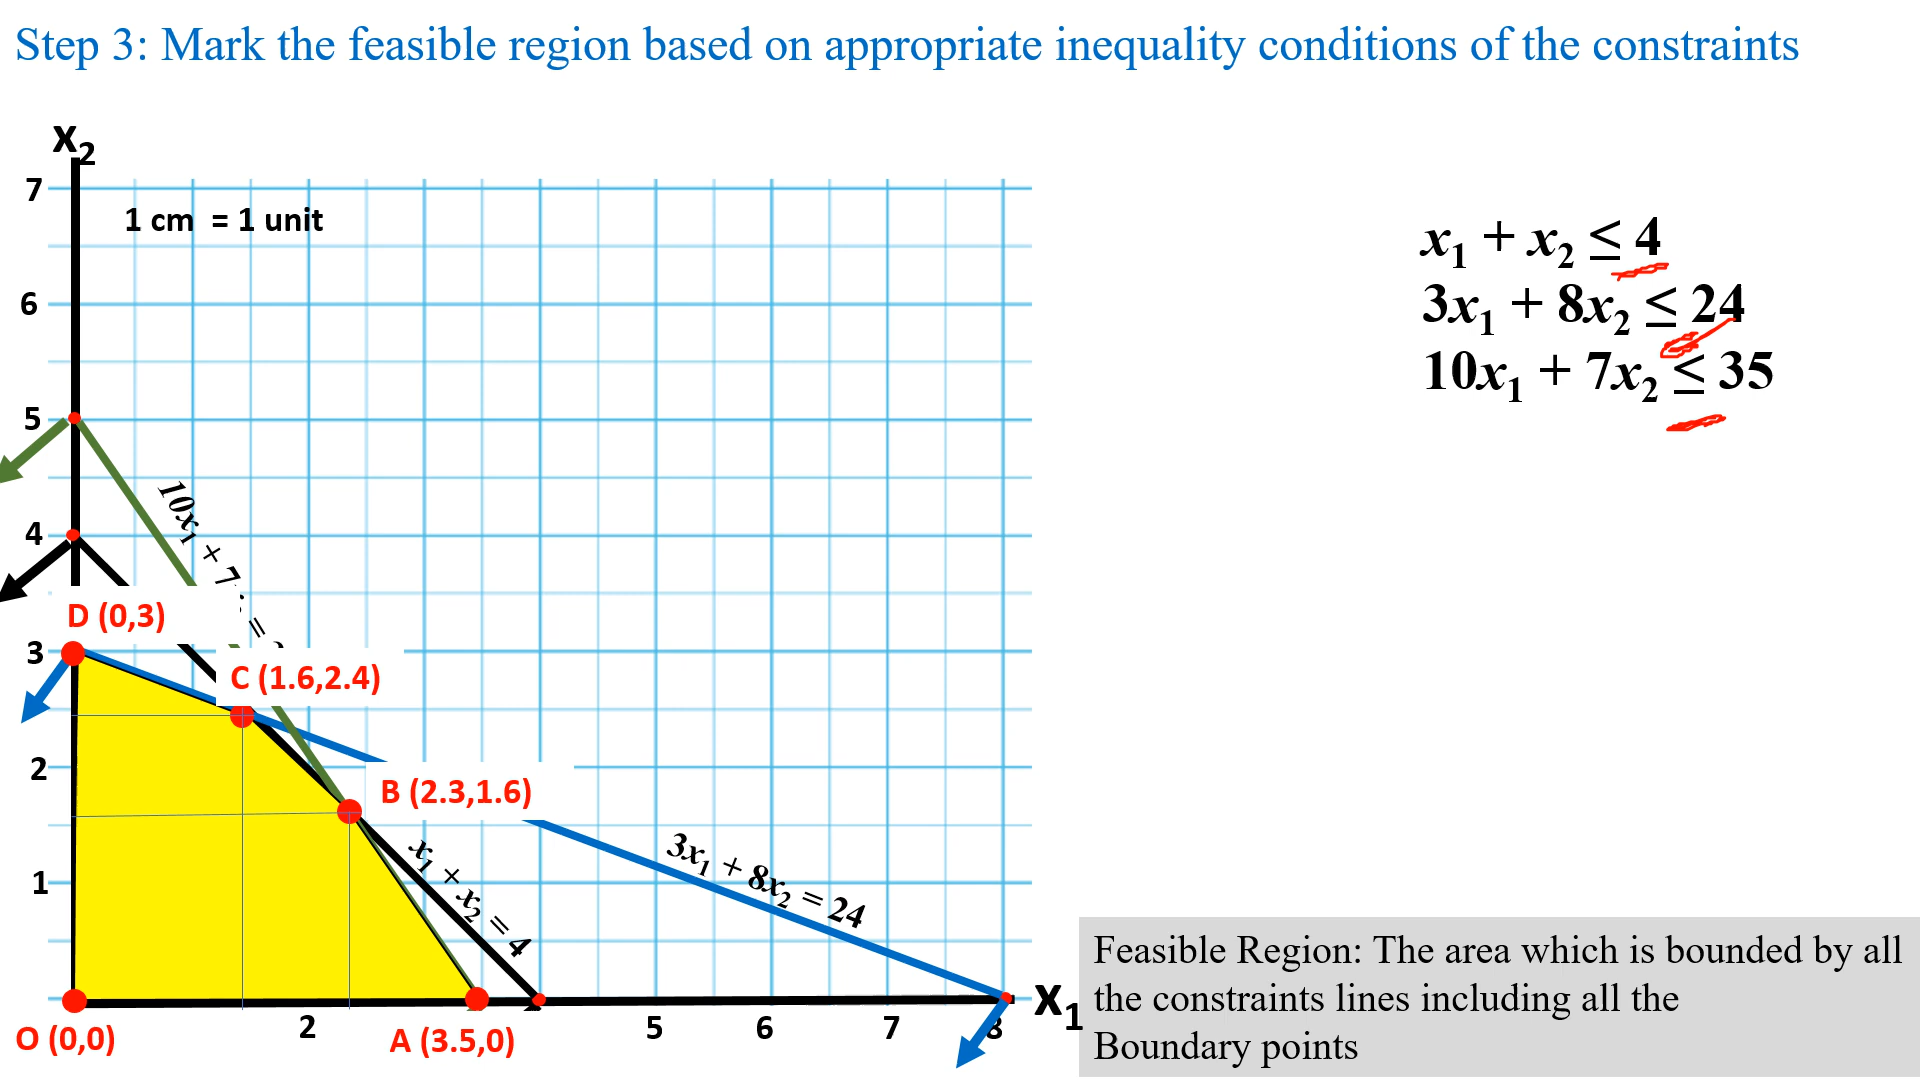 Step 3: Mark the feasible region based on appropriate inequality conditions of the constraints
x₂
7
1 cm = 1 unit
6
5
4
3
2
1
10x₁ + 7
=
D (0,3)
C (1.6,2.4)
B (2.3,1.6)
x₁ + x₂ = 4
3x₁ + 8x₂ = 24
O (0,0)
2
A (3.5,0)
5
6
7
8
x₁
x₁ + x₂ ≤ 4
3x₁ + 8x₂ ≤ 24
10x₁ + 7x₂ ≤ 35
Feasible Region: The area which is bounded by all
the constraints lines including all the
Boundary points